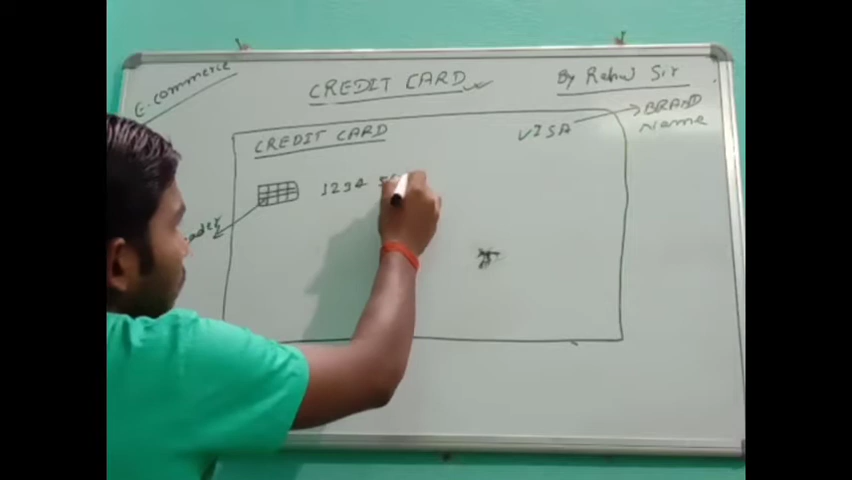 E-commerce
CREDIT CARD
By Rahul Sir
CREDIT CARD
VISA
BRAND
Name
1234